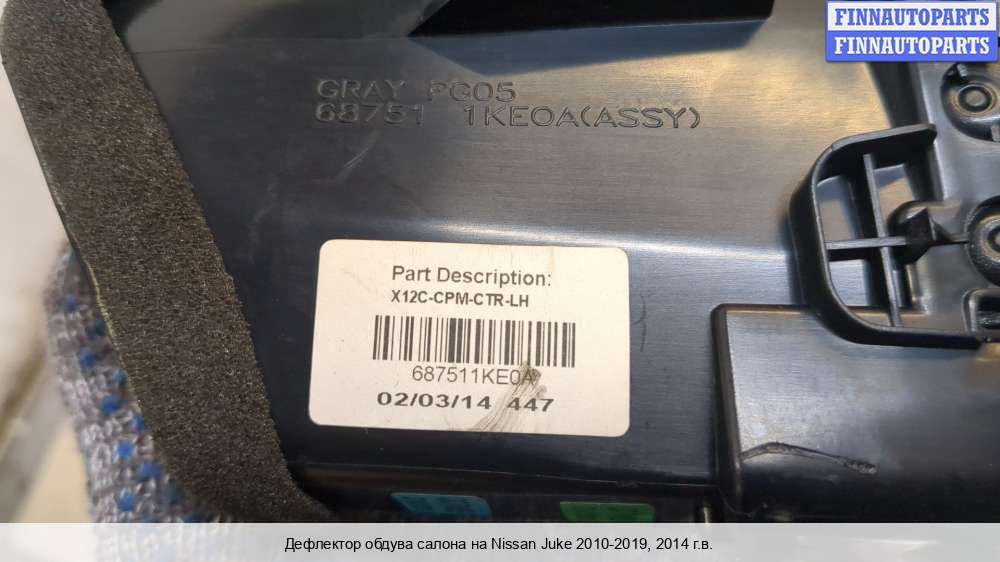 FINNAUTOPARTS
FINNAUTOPARTS
GRAY PG05
68751 1KE0A(ASSY)
Part Description:
X12C-CPM-CTR-LH
687511KE0A
02/03/14 447
Дефлектор обдува салона на Nissan Juke 2010-2019, 2014 г.в.